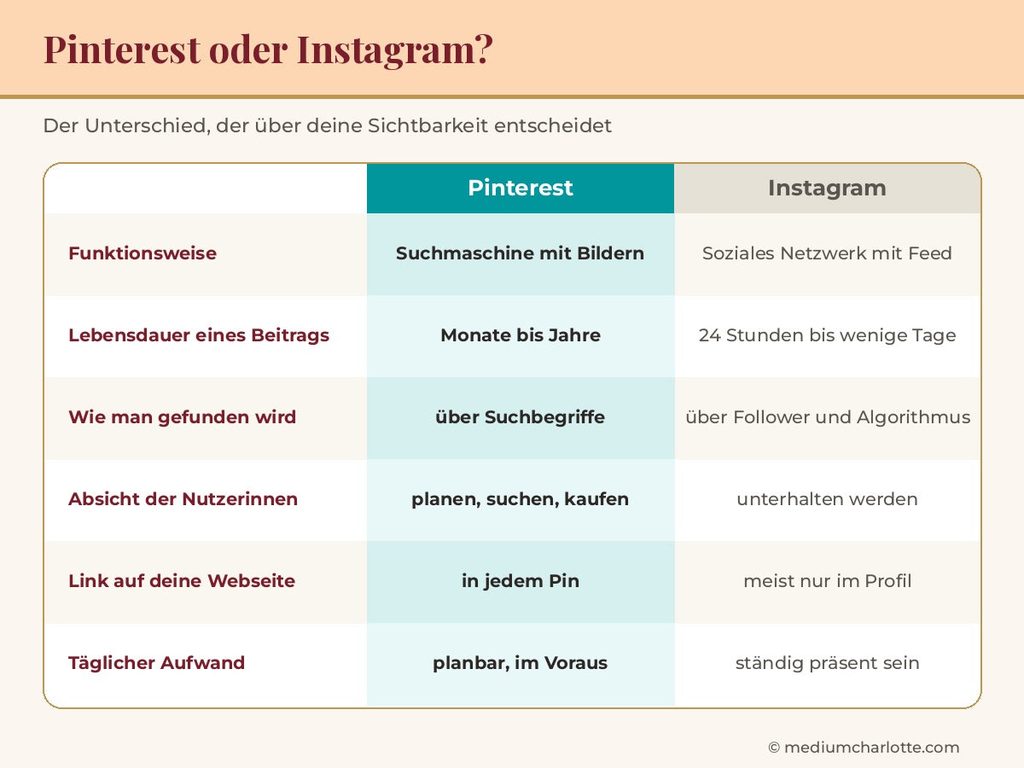 Pinterest oder Instagram?
Der Unterschied, der über deine Sichtbarkeit entscheidet
Pinterest Instagram
Funktionsweise Suchmaschine mit Bildern Soziales Netzwerk mit Feed
Lebensdauer eines Beitrags Monate bis Jahre 24 Stunden bis wenige Tage
Wie man gefunden wird über Suchbegriffe über Follower und Algorithmus
Absicht der Nutzerinnen planen, suchen, kaufen unterhalten werden
Link auf deine Webseite in jedem Pin meist nur im Profil
Täglicher Aufwand planbar, im Voraus ständig präsent sein
© mediumcharlotte.com